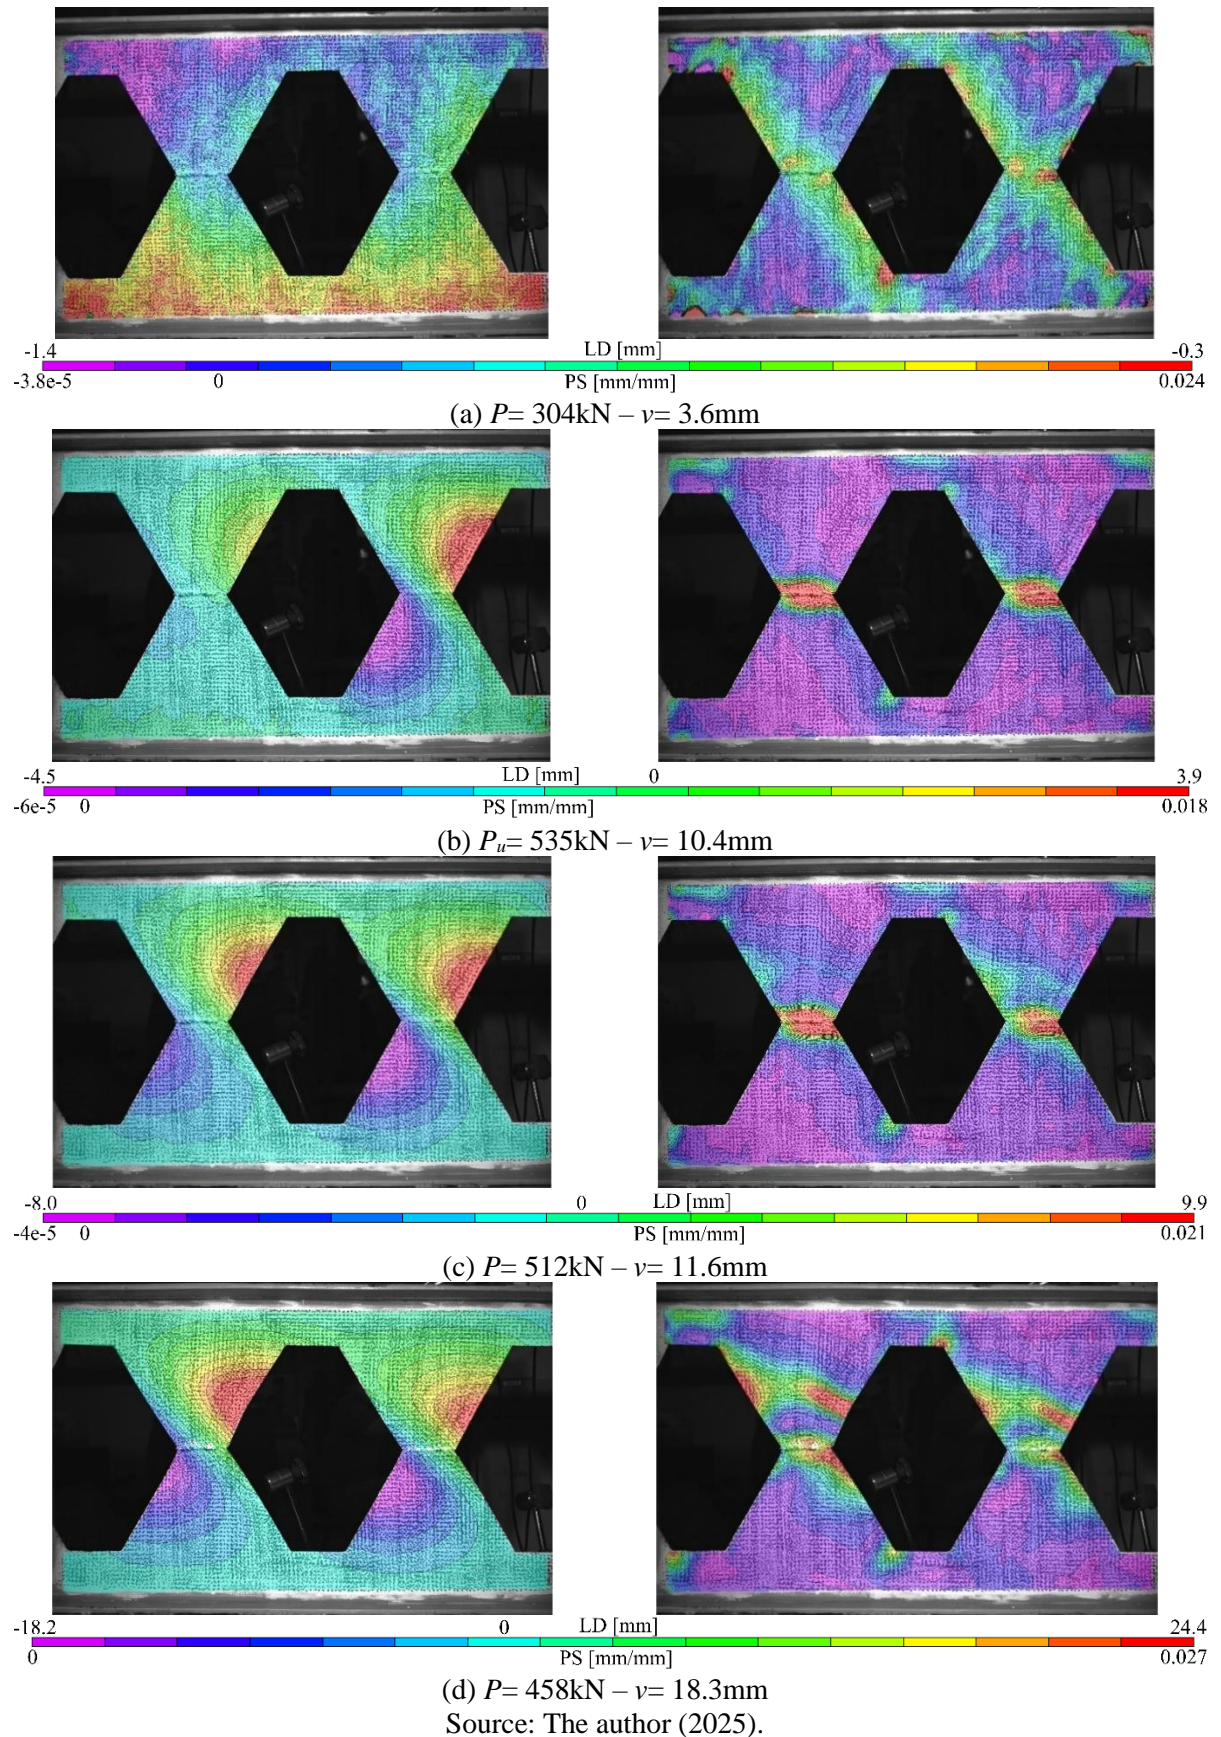 -1.4 LD [mm] -0.3
-3.8e-5 0 PS [mm/mm] 0.024
(a) P= 304kN – v= 3.6mm
-4.5 LD [mm] 0 3.9
-6e-5 0 PS [mm/mm] 0.018
(b) Pu= 535kN – v= 10.4mm
-8.0 0 LD [mm] 9.9
-4e-5 0 PS [mm/mm] 0.021
(c) P= 512kN – v= 11.6mm
-18.2 0 LD [mm] 24.4
0 PS [mm/mm] 0.027
(d) P= 458kN – v= 18.3mm
Source: The author (2025).